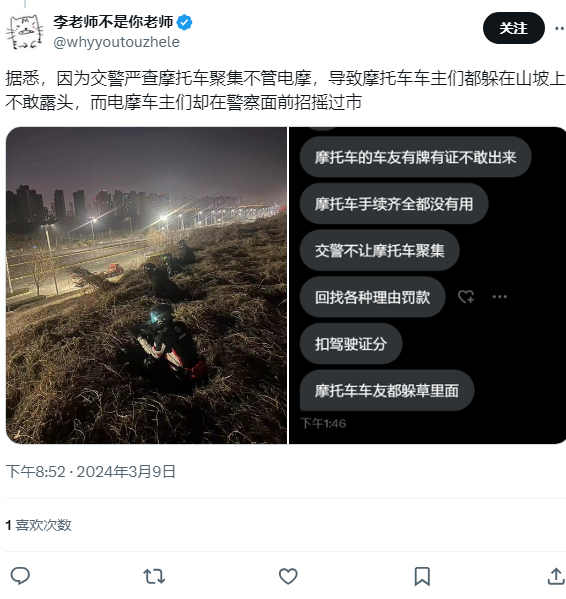 李老师不是你老师
@whyyoutouzhele
关注
据悉，因为交警严查摩托车聚集不管电摩，导致摩托车车主们都躲在山坡上
不敢露头，而电摩车主们却在警察面前招摇过市
摩托车的车友有牌有证不敢出来
摩托车手续齐全都没有用
交警不让摩托车聚集
回找各种理由罚款
扣驾驶证分
摩托车车友都躲草里面
下午1:46
下午8:52 · 2024年3月9日
1 喜欢次数